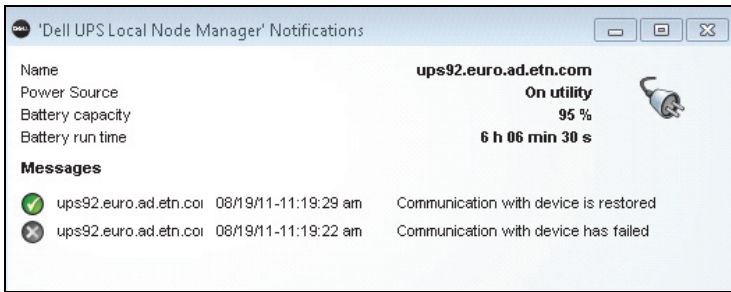 'Dell UPS Local Node Manager' Notifications
Name ups92.euro.ad.etn.com
Power Source On utility
Battery capacity 95 %
Battery run time 6 h 06 min 30 s
Messages
ups92.euro.ad.etn.coı 08/19/11-11:19:29 am Communication with device is restored
ups92.euro.ad.etn.coı 08/19/11-11:19:22 am Communication with device has failed